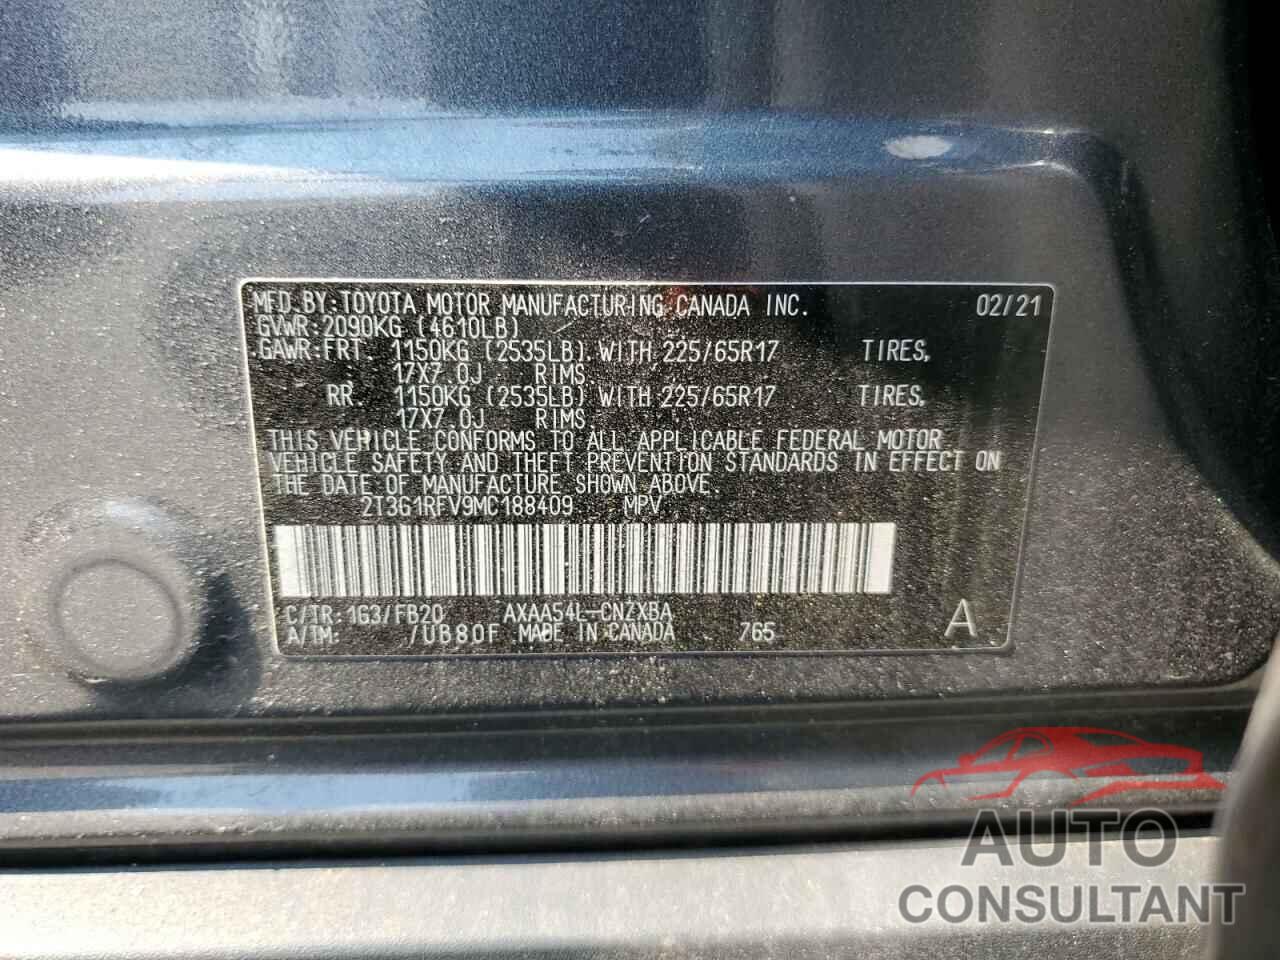 MFD.BY:TOYOTA MOTOR MANUFACTURING CANADA INC. 02/21
GVWR:2090KG (4610LB)
GAWR:FRT. 1150KG (2535LB) WITH 225/65R17 TIRES,
17X7.0J RIMS
RR. 1150KG (2535LB) WITH 225/65R17 TIRES,
17X7.0J RIMS
THIS VEHICLE CONFORMS TO ALL APPLICABLE FEDERAL MOTOR
VEHICLE SAFETY AND THEFT PREVENTION STANDARDS IN EFFECT ON
THE DATE OF MANUFACTURE SHOWN ABOVE.
2T3G1RFV9MC188409 MPV
C/TR:1G3/FB20 AXAA54L-CNZXBA
A/TM: /UB80F MADE IN CANADA 765 A
AUTO
CONSULTANT